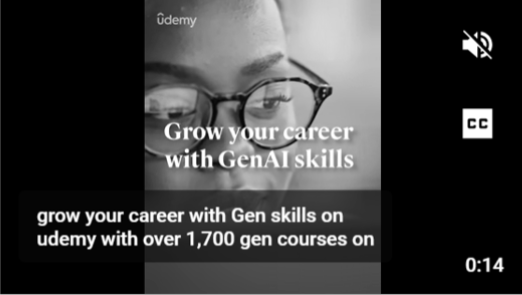 ûdemy
CC
Grow your career
with GenAI skills
grow your career with Gen skills on
udemy with over 1,700 gen courses on
0:14